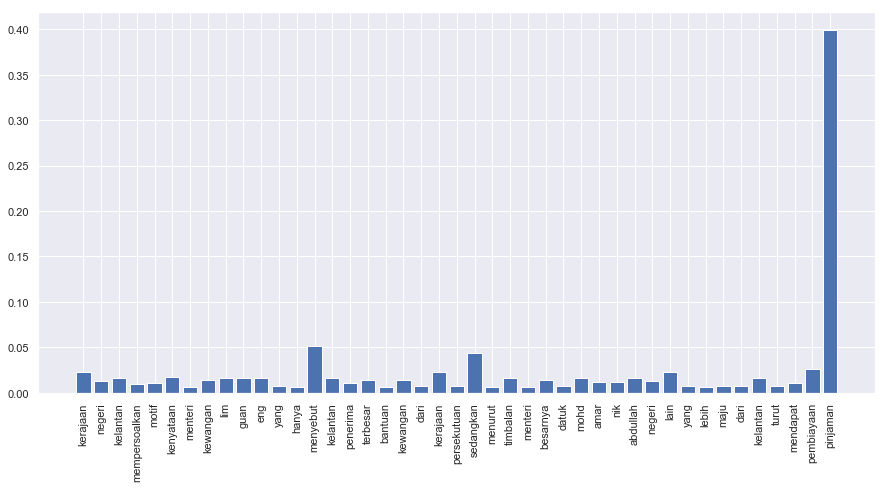 0.40
0.35
0.30
0.25
0.20
0.15
0.10
0.05
0.00
kerajaan
negeri
kelantan
mempersoalkan
motif
kenyataan
menteri
kewangan
lim
guan
eng
yang
hanya
menyebut
kelantan
penerima
terbesar
bantuan
kewangan
dari
kerajaan
persekutuan
sedangkan
menurut
timbalan
menteri
besarnya
datuk
mohd
amar
nik
abdullah
negeri
lain
yang
lebih
maju
dari
kelantan
turut
mendapat
pembiayaan
pinjaman